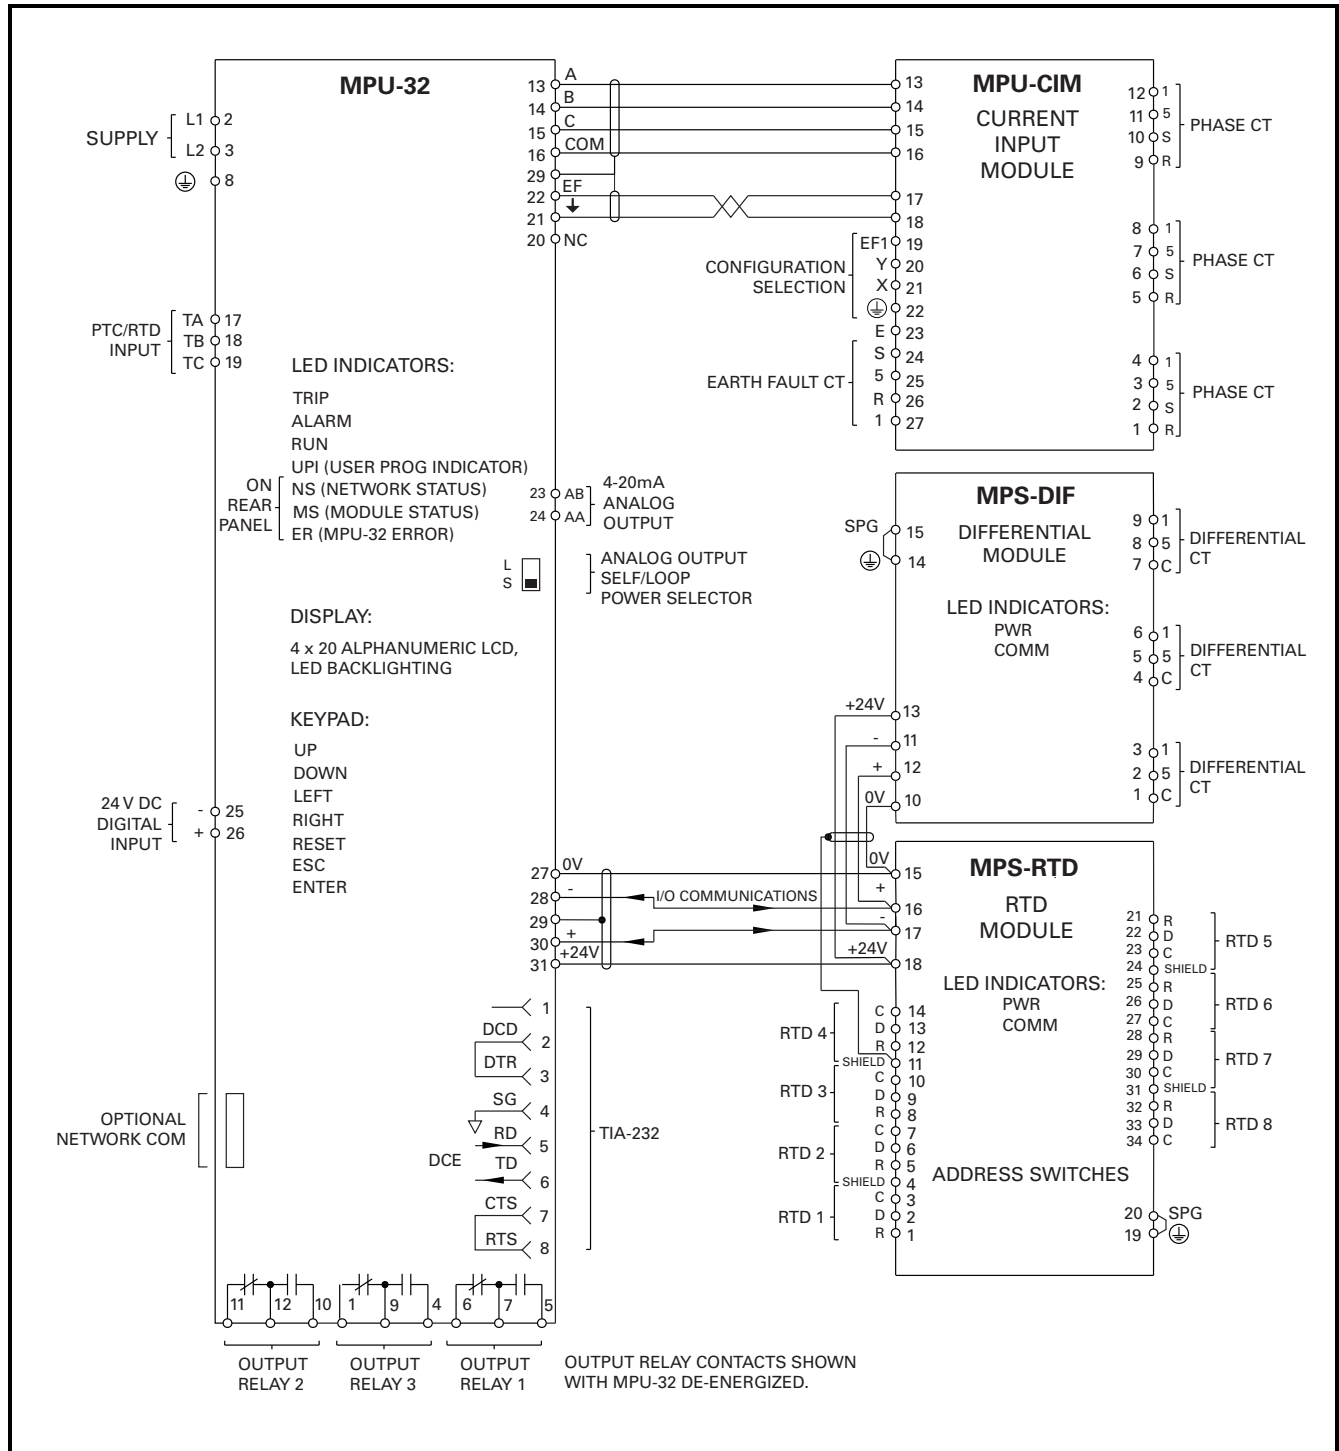 MPU-32
SUPPLY
L1 2
L2 3
8
PTC/RTD
INPUT
TA 17
TB 18
TC 19
LED INDICATORS:
TRIP
ALARM
RUN
UPI (USER PROG INDICATOR)
ON
REAR
PANEL
NS (NETWORK STATUS)
MS (MODULE STATUS)
ER (MPU-32 ERROR)
DISPLAY:
4 x 20 ALPHANUMERIC LCD,
LED BACKLIGHTING
KEYPAD:
UP
DOWN
LEFT
RIGHT
RESET
ESC
ENTER
24 V DC
DIGITAL
INPUT
- 25
+ 26
OPTIONAL
NETWORK COM
13 A
14 B
15 C
16 COM
29
22 EF
21
20 NC
23 AB
24 AA
4-20mA
ANALOG
OUTPUT
L
S
ANALOG OUTPUT
SELF/LOOP
POWER SELECTOR
27 0V
28 -
29
30 +
31 +24V
I/O COMMUNICATIONS
1
DCD 2
DTR 3
SG 4
RD 5
DCE
TD 6
CTS 7
RTS 8
TIA-232
11 12 10
1 9 4
6 7 5
OUTPUT
RELAY 2
OUTPUT
RELAY 3
OUTPUT
RELAY 1
OUTPUT RELAY CONTACTS SHOWN
WITH MPU-32 DE-ENERGIZED.
MPU-CIM
CURRENT
INPUT
MODULE
13
14
15
16
17
18
CONFIGURATION
SELECTION
EF1 19
Y 20
X 21
22
E 23
EARTH FAULT CT
S 24
5 25
R 26
1 27
12 1
11 5
10 S
9 R
PHASE CT
8 1
7 5
6 S
5 R
PHASE CT
4 1
3 5
2 S
1 R
PHASE CT
MPS-DIF
DIFFERENTIAL
MODULE
LED INDICATORS:
PWR
COMM
SPG 15
14
+24V 13
- 11
+ 12
0V 10
9 1
8 5
7 C
DIFFERENTIAL
CT
6 1
5 5
4 C
DIFFERENTIAL
CT
3 1
2 5
1 C
DIFFERENTIAL
CT
MPS-RTD
RTD
MODULE
LED INDICATORS:
PWR
COMM
ADDRESS SWITCHES
0V 15
+ 16
- 17
+24V 18
RTD 4
C 14
D 13
R 12
SHIELD 11
RTD 3
C 10
D 9
R 8
RTD 2
C 7
D 6
R 5
SHIELD 4
RTD 1
C 3
D 2
R 1
21 R
22 D
23 C
24 SHIELD
RTD 5
25 R
26 D
27 C
RTD 6
28 R
29 D
30 C
31 SHIELD
RTD 7
32 R
33 D
34 C
RTD 8
20 SPG
19